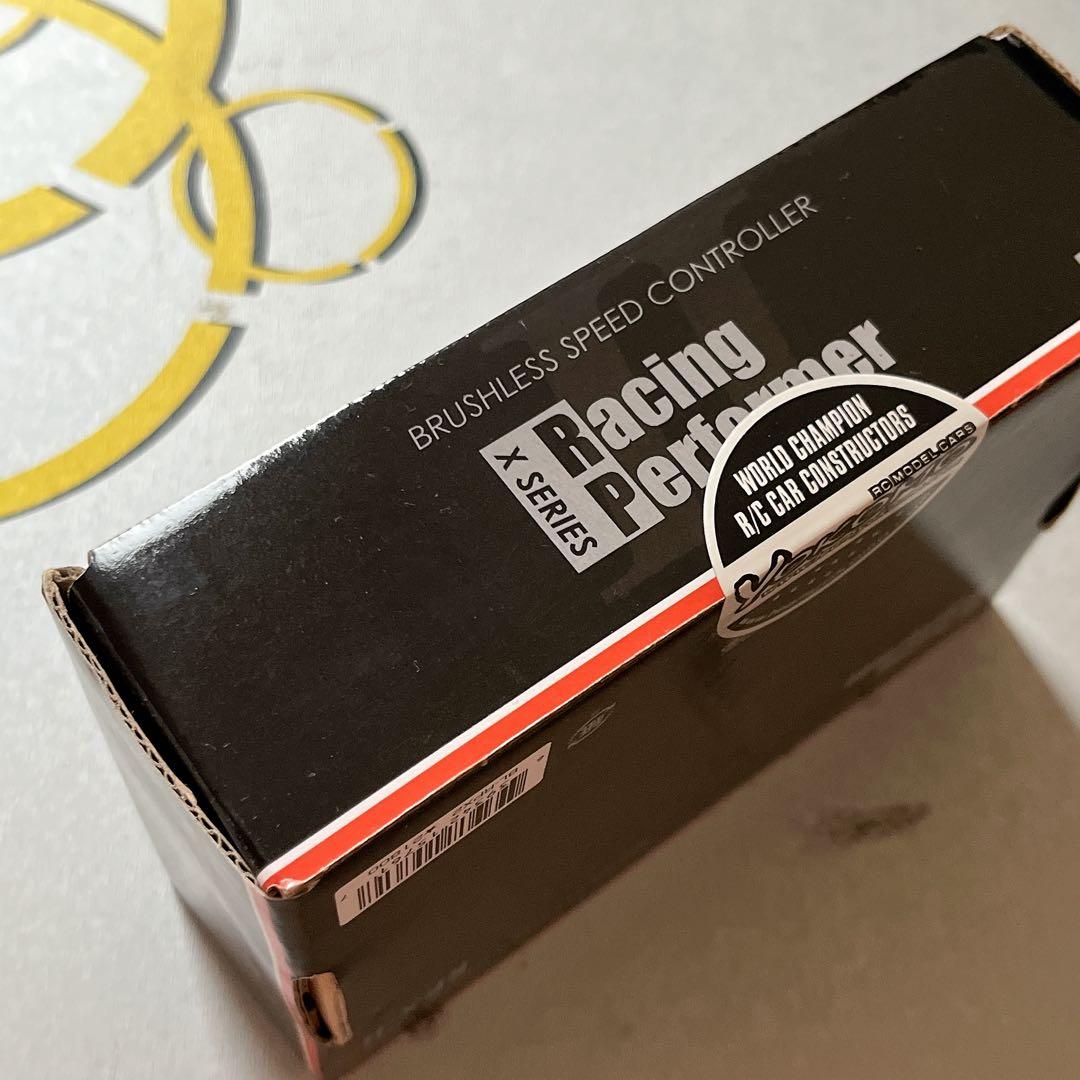 BRUSHLESS SPEED CONTROLLER
Racing
Performer
X SERIES
WORLD CHAMPION
R/C CAR CONSTRUCTORS
RC MODEL CARS